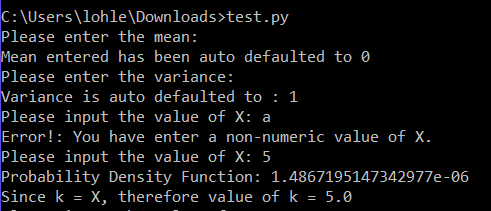 C:\Users\lohle\Downloads>test.py
Please enter the mean:
Mean entered has been auto defaulted to 0
Please enter the variance:
Variance is auto defaulted to : 1
Please input the value of X: a
Error!: You have enter a non-numeric value of X.
Please input the value of X: 5
Probability Density Function: 1.4867195147342977e-06
Since k = X, therefore value of k = 5.0